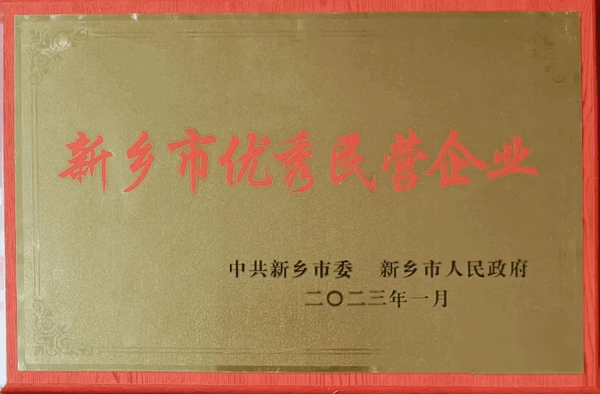 新乡市优秀民营企业
中共新乡市委 新乡市人民政府
二〇二三年一月